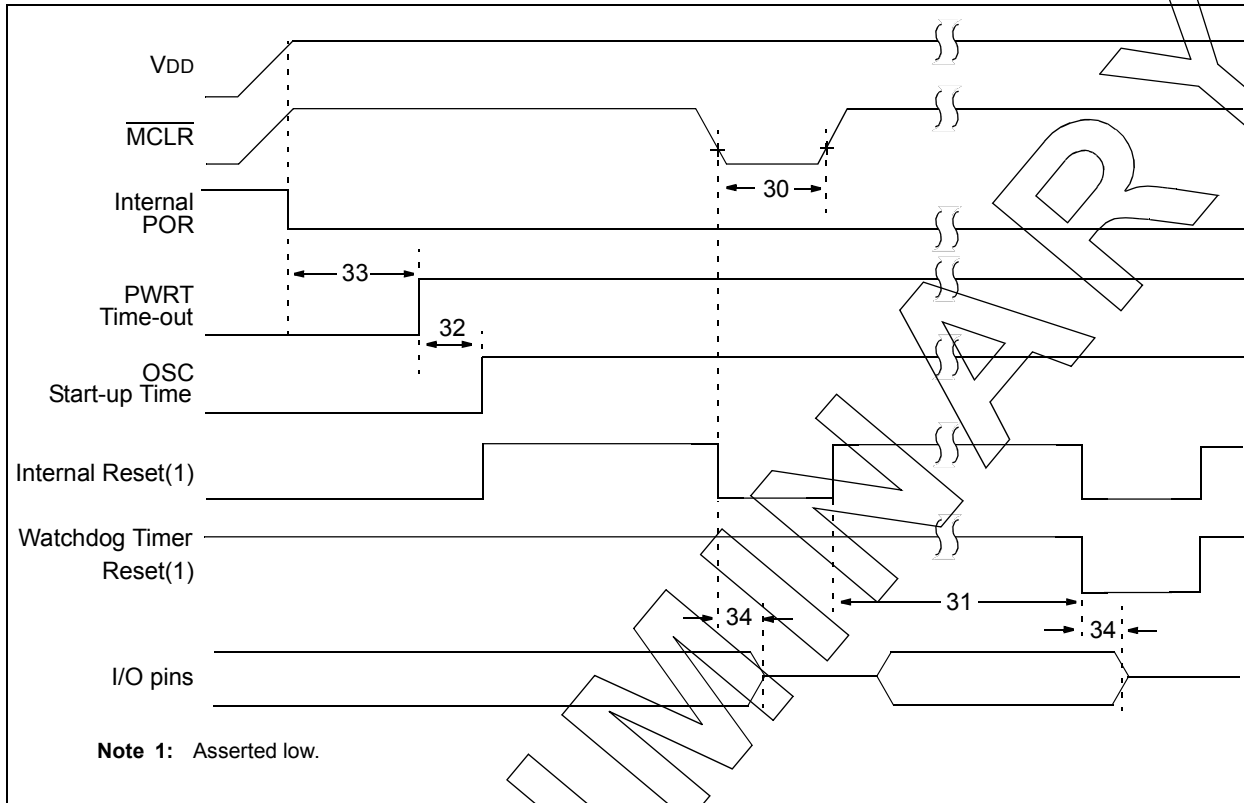 VDD
MCLR
30
Internal
POR
33
PWRT
Time-out
32
OSC
Start-up Time
Internal Reset(1)
Watchdog Timer
Reset(1)
31
34
34
I/O pins
Note 1: Asserted low.
IMINARY